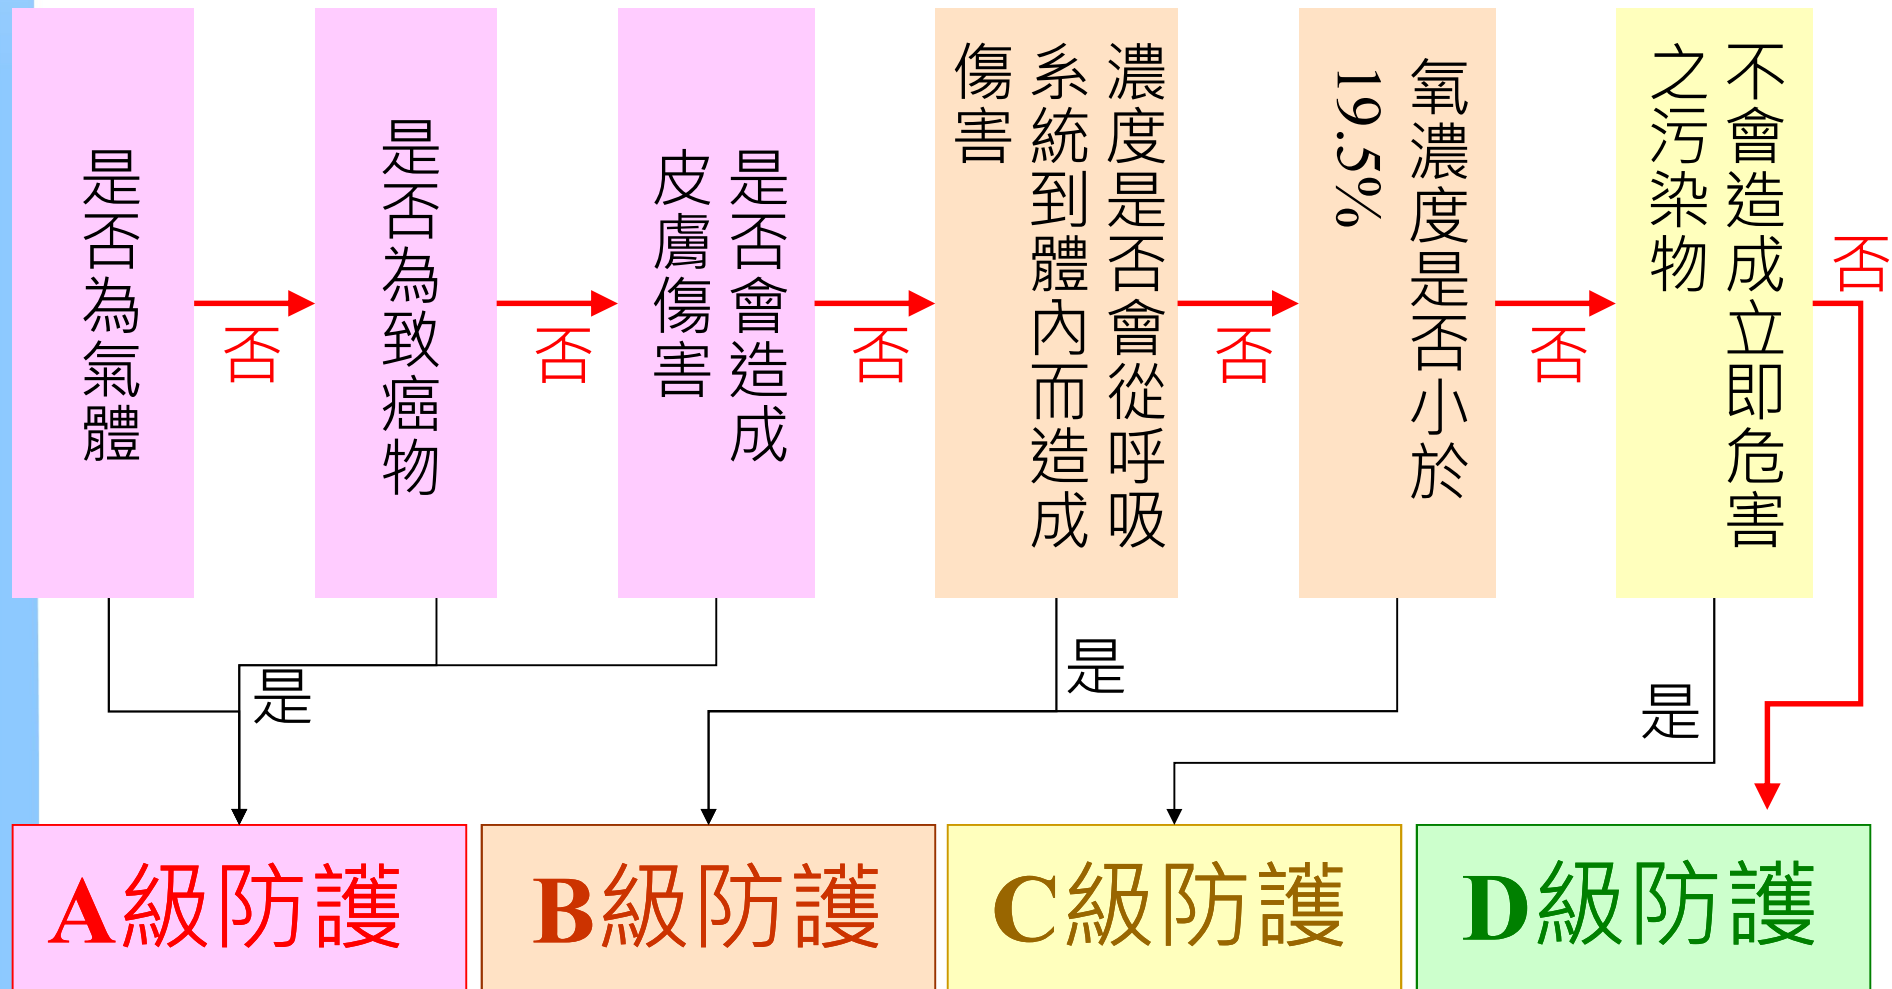 是否為氣體
否
是否為致癌物
否
是否會造成
皮膚傷害
否
濃度是否會從呼吸
系統到體內而造成
傷害
否
氧濃度是否小於
19.5%
否
不會造成立即危害
之污染物
否
是
是
是
A級防護
B級防護
C級防護
D級防護